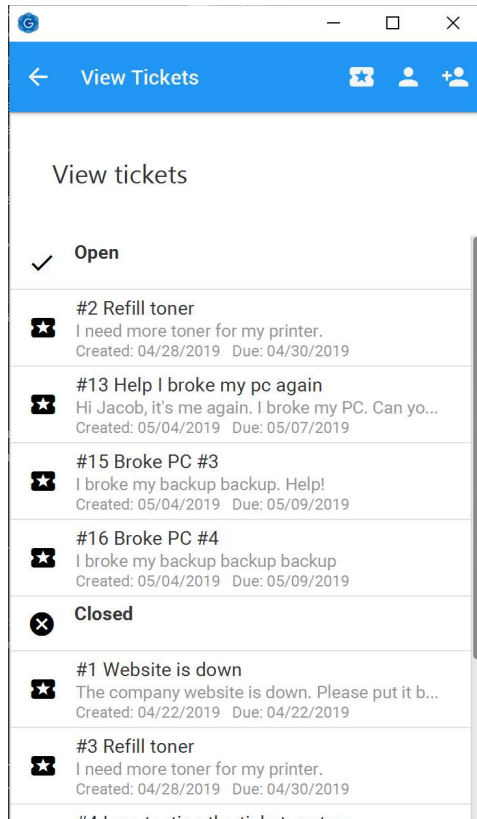 G
View Tickets
View tickets
Open
#2 Refill toner
I need more toner for my printer.
Created: 04/28/2019 Due: 04/30/2019
#13 Help I broke my pc again
Hi Jacob, it's me again. I broke my PC. Can yo...
Created: 05/04/2019 Due: 05/07/2019
#15 Broke PC #3
I broke my backup backup. Help!
Created: 05/04/2019 Due: 05/09/2019
#16 Broke PC #4
I broke my backup backup backup
Created: 05/04/2019 Due: 05/09/2019
Closed
#1 Website is down
The company website is down. Please put it b...
Created: 04/22/2019 Due: 04/22/2019
#3 Refill toner
I need more toner for my printer.
Created: 04/28/2019 Due: 04/30/2019